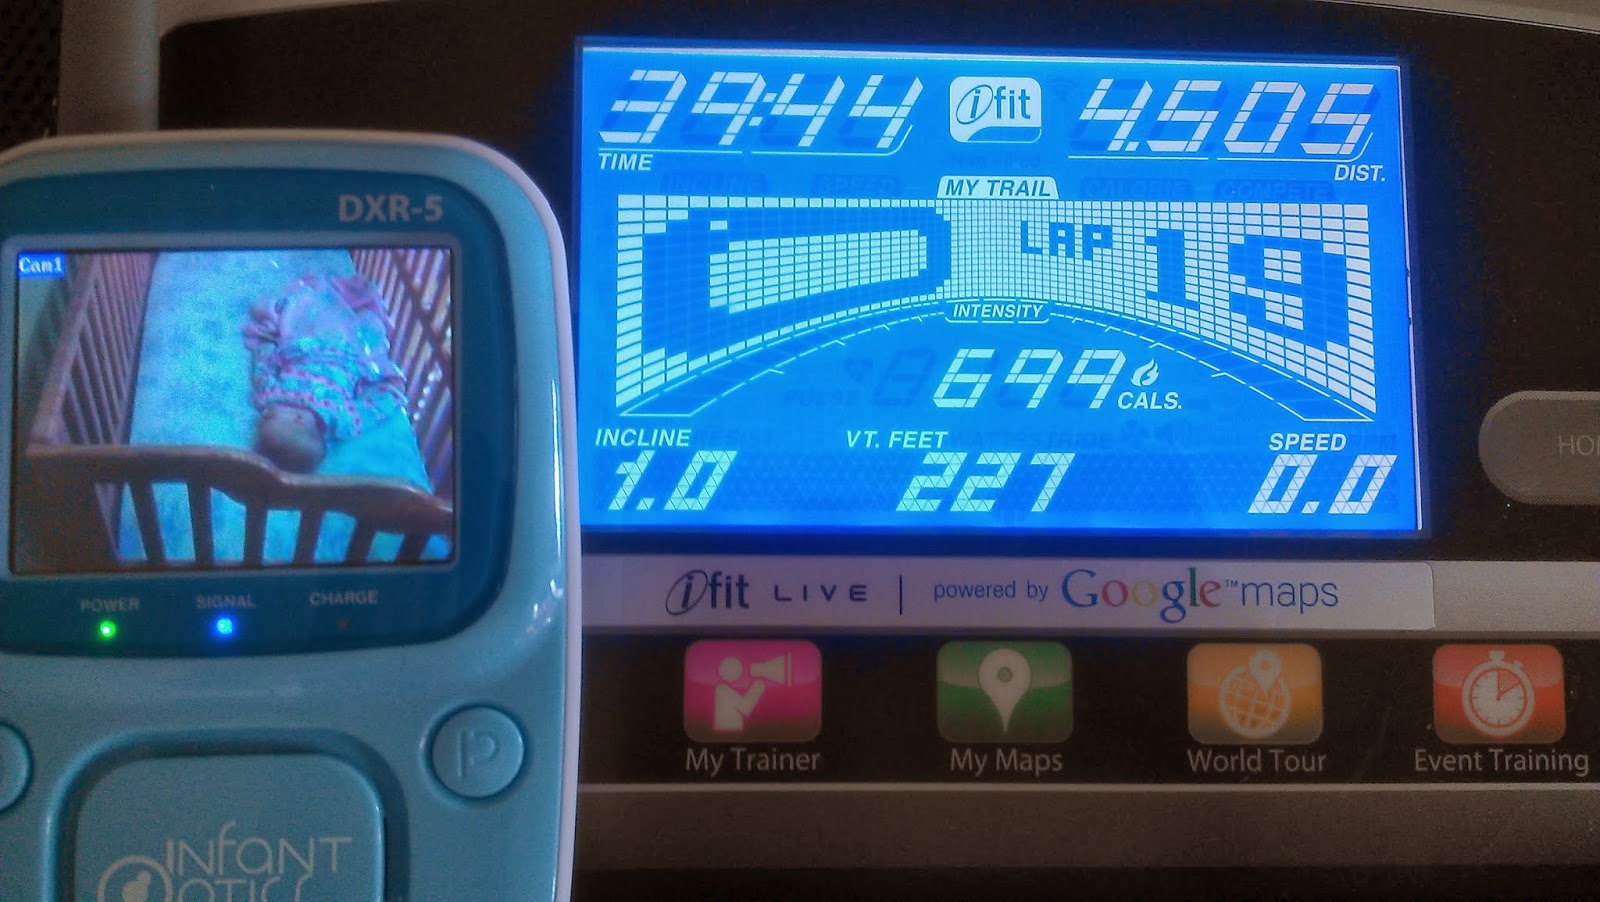 DXR-5
Cam1
POWER SIGNAL CHARGE
P
INFANT
OPTICS
39:44
TIME
ifit
4.505
DIST.
MY TRAIL
LAP 19
INTENSITY
699
CALS.
INCLINE
1.0
VT. FEET
227
SPEED
0.0
ifit LIVE | powered by Google™ maps
My Trainer
My Maps
World Tour
Event Training